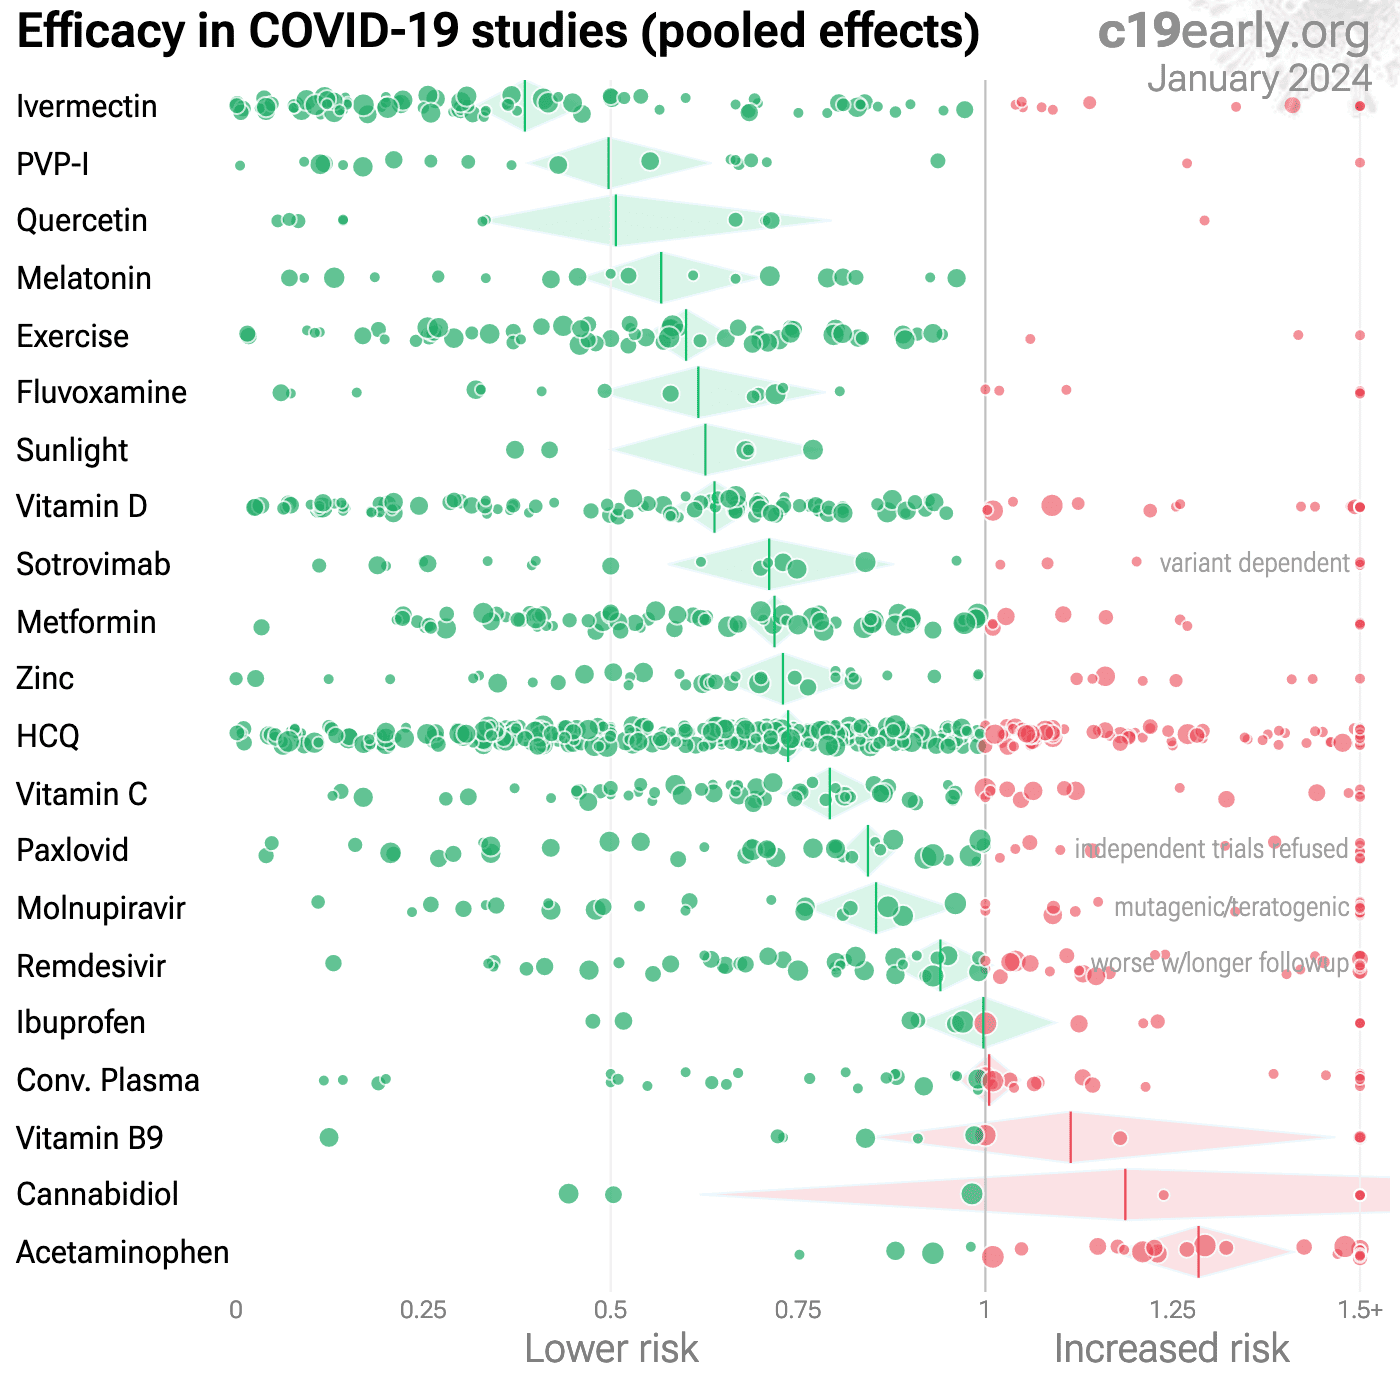 Efficacy in COVID-19 studies (pooled effects)
c19early.org
January 2024
Ivermectin
PVP-I
Quercetin
Melatonin
Exercise
Fluvoxamine
Sunlight
Vitamin D
Sotrovimab variant dependent
Metformin
Zinc
HCQ
Vitamin C
Paxlovid independent trials refused
Molnupiravir mutagenic/teratogenic
Remdesivir worse w/longer followup
Ibuprofen
Conv. Plasma
Vitamin B9
Cannabidiol
Acetaminophen
0 0.25 0.5 0.75 1 1.25 1.5+
Lower risk Increased risk